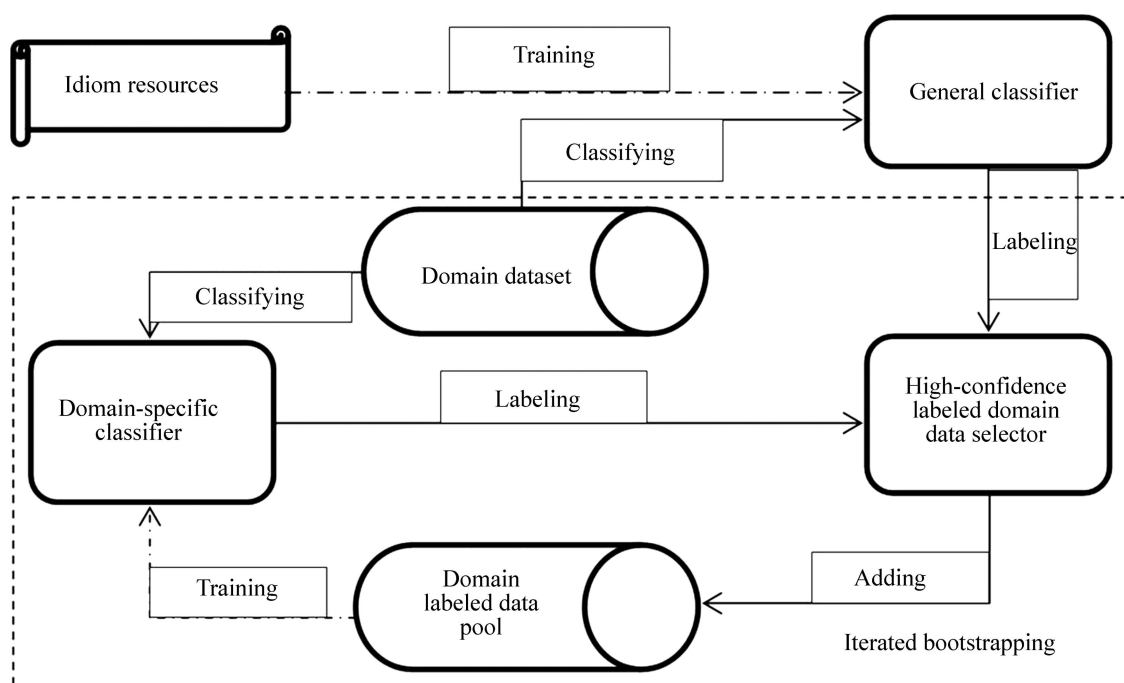 Training
Idiom resources
General classifier
Classifying
Labeling
Domain dataset
Classifying
High-confidence
labeled domain
data selector
Labeling
Domain-specific
classifier
Domain
labeled data
pool
Training
Adding
Iterated bootstrapping